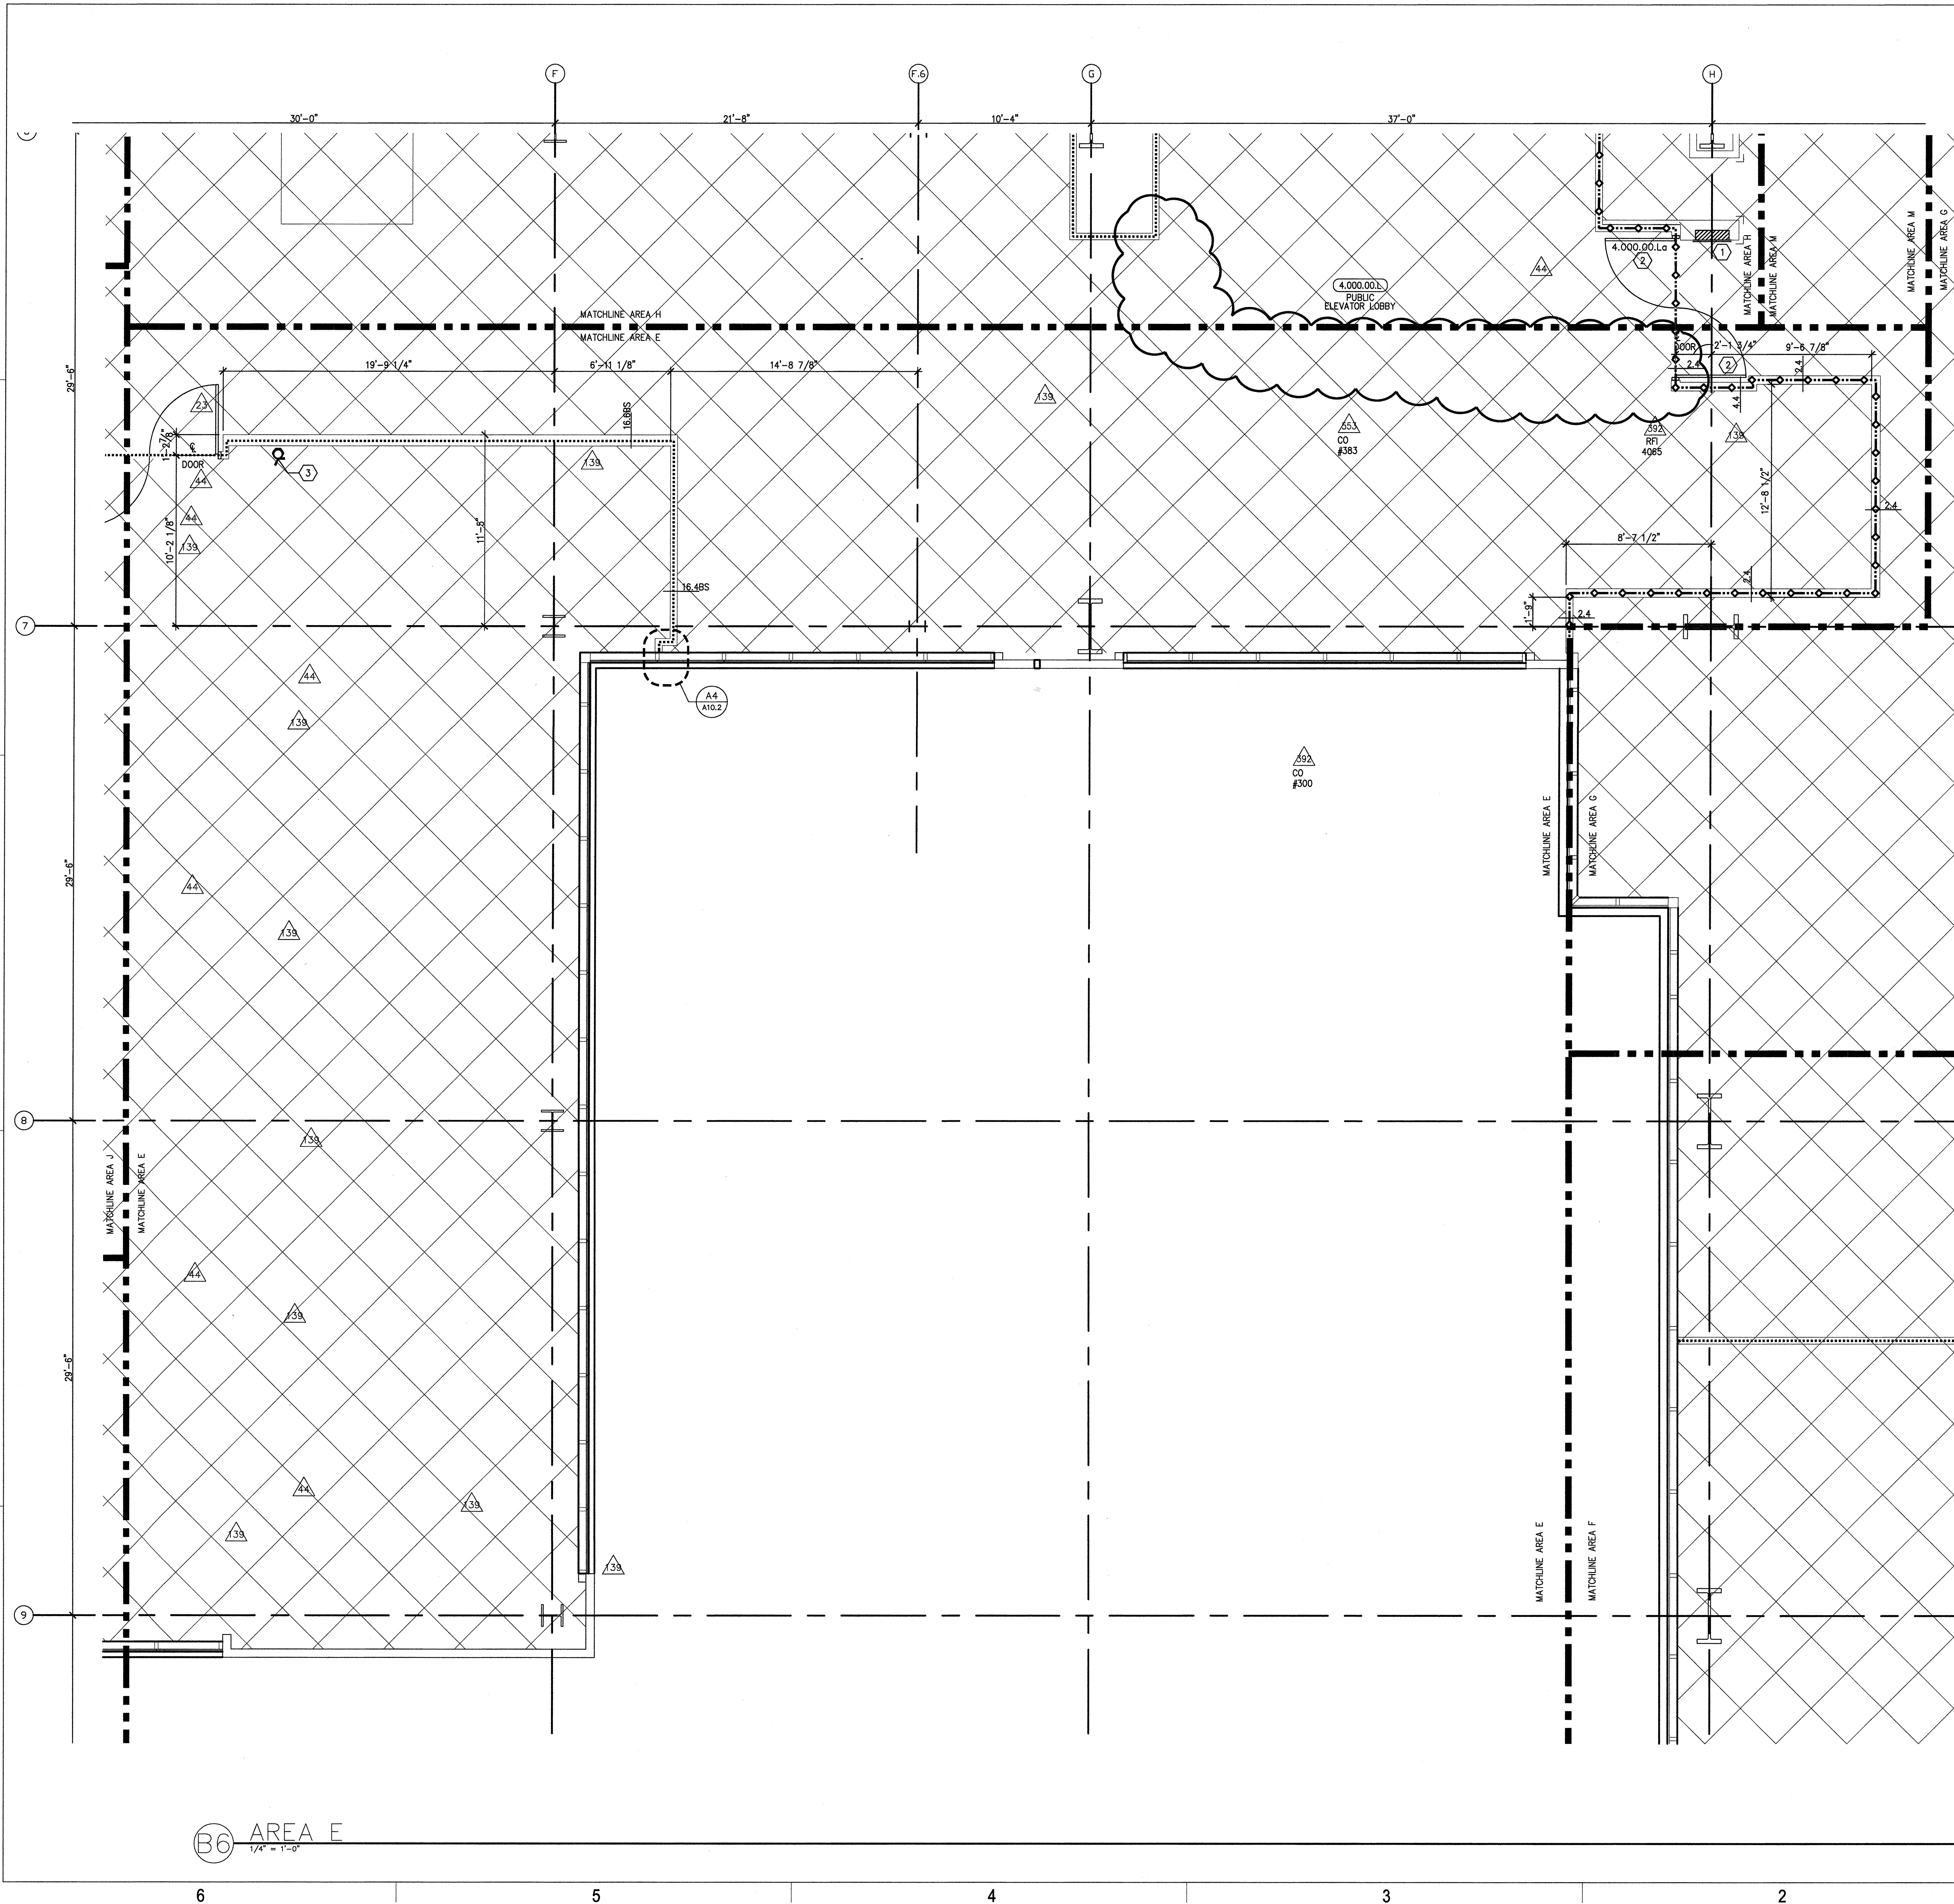 F
F.6
G
H
30'-0"
21'-8"
10'-4"
37'-0"
4.000.00.La
2
1
44
4.000.00.L
PUBLIC
ELEVATOR LOBBY
MATCHLINE AREA H
MATCHLINE AREA M
MATCHLINE AREA M
MATCHLINE AREA G
MATCHLINE AREA H
MATCHLINE AREA E
29'-6"
19'-9 1/4"
6'-11 1/8"
14'-8 7/8"
DOOR
2'-1 3/4"
9'-6 7/8"
2.4
2
2.4
4.4
23
139
16.6BS
553
CO
#383
392
RFI
4065
139
1'-2 7/8"
DOOR
3
139
44
44
139
10'-2 1/8"
11'-5"
12'-8 1/2"
2.4
8'-7 1/2"
2.4
16.4BS
1'-9"
2.4
7
44
A4
A10.2
139
392
CO
#300
MATCHLINE AREA E
MATCHLINE AREA G
29'-6"
44
139
8
139
MATCHLINE AREA J
MATCHLINE AREA E
44
139
29'-6"
44
139
139
139
MATCHLINE AREA E
MATCHLINE AREA F
9
B6
AREA E
1/4" = 1'-0"
6
5
4
3
2